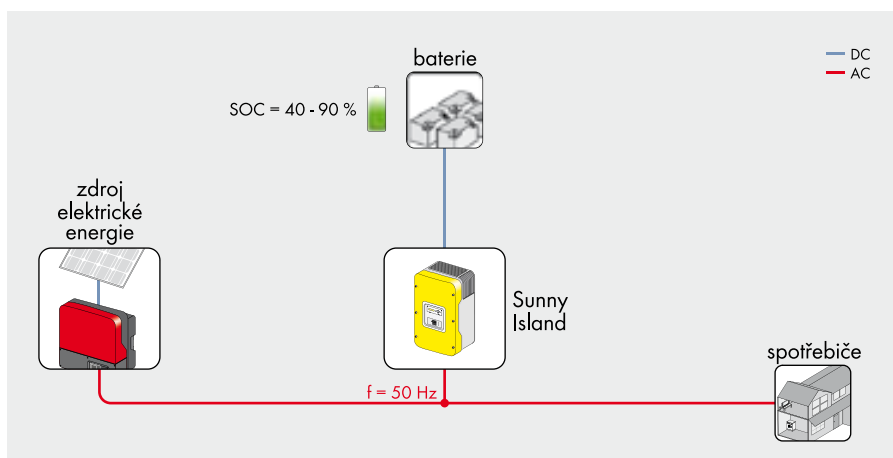 baterie
DC
AC
SOC = 40 - 90 %
zdroj
elektrické
energie
Sunny
Island
spotřebiče
f = 50 Hz